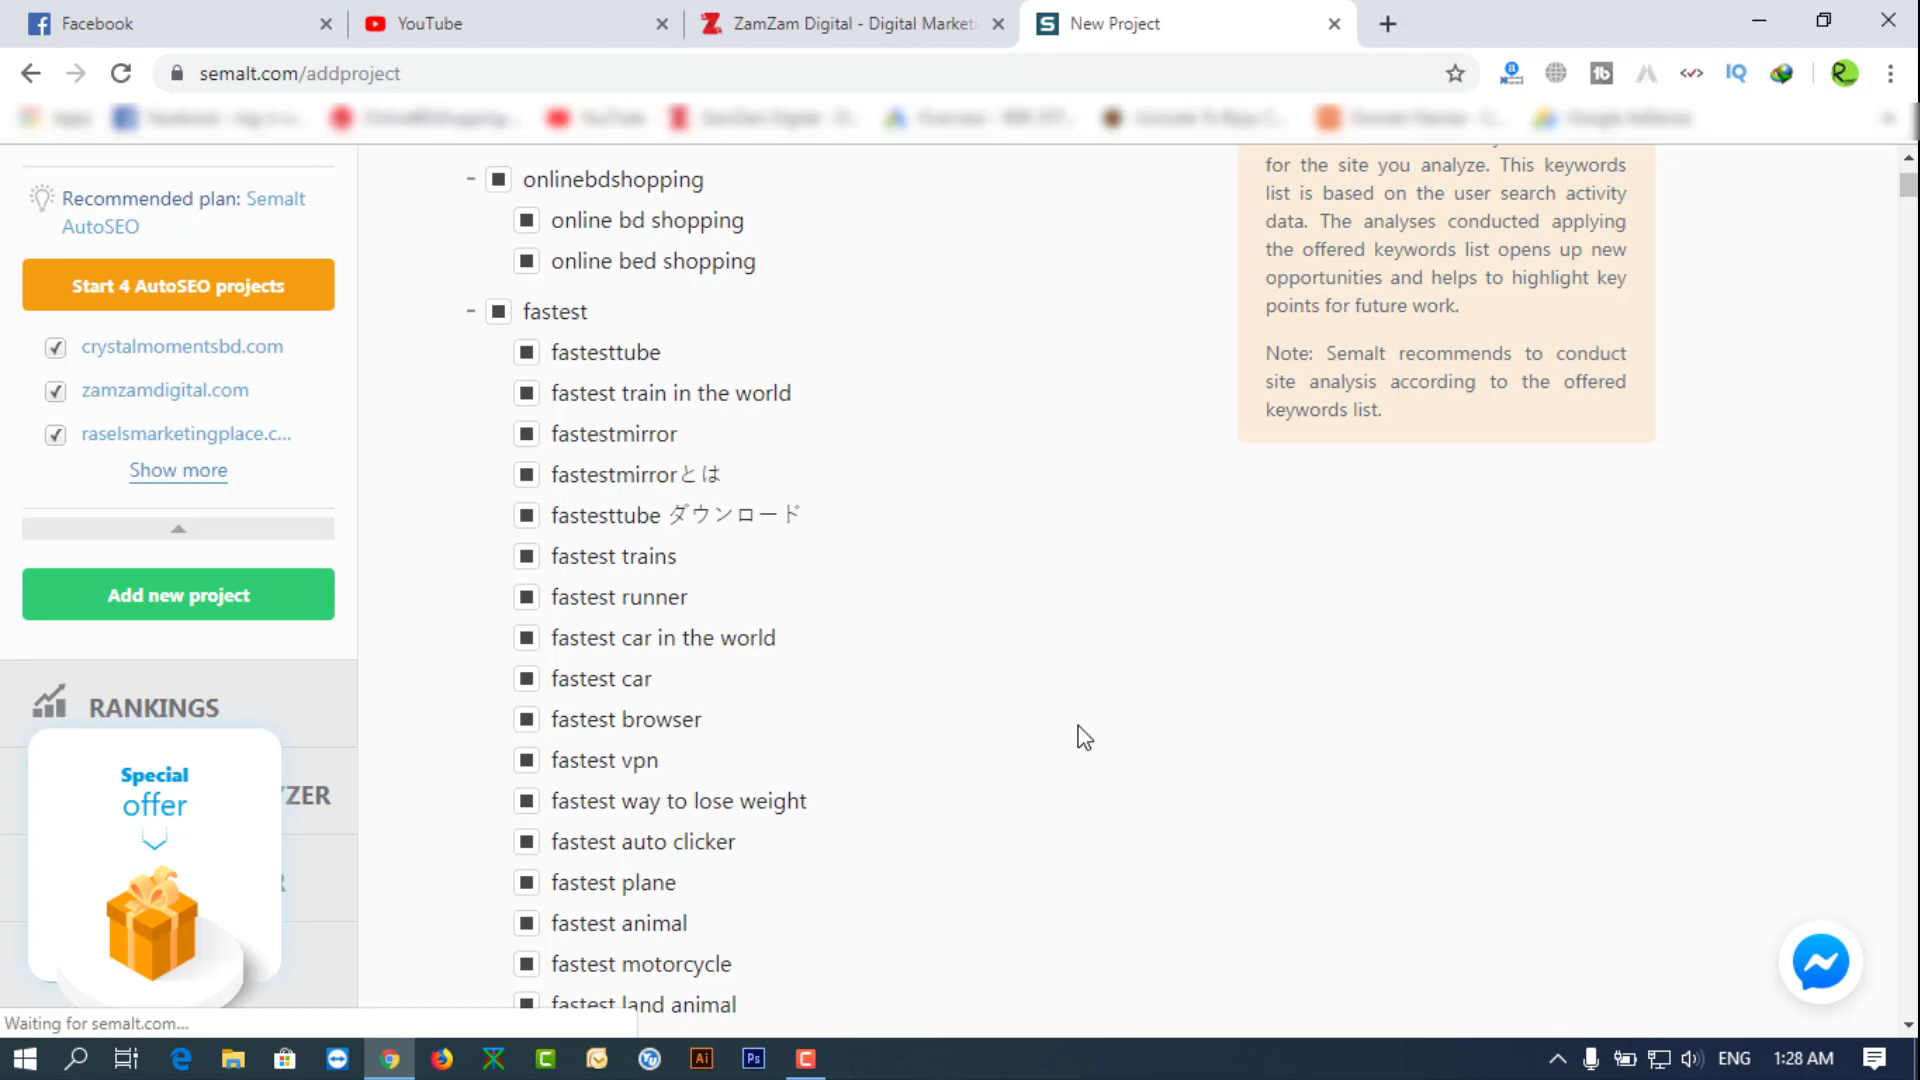 Facebook
YouTube
ZamZam Digital - Digital Marketi
New Project
semalt.com/addproject
Recommended plan: Semalt
AutoSEO
Start 4 AutoSEO projects
crystalmomentsbd.com
zamzamdigital.com
raselsmarketingplace.c...
Show more
Add new project
RANKINGS
YZER
R
Special
offer
Waiting for semalt.com...
- onlinebdshopping
online bd shopping
online bed shopping
- fastest
fastesttube
fastest train in the world
fastestmirror
fastestmirrorとは
fastesttube ダウンロード
fastest trains
fastest runner
fastest car in the world
fastest car
fastest browser
fastest vpn
fastest way to lose weight
fastest auto clicker
fastest plane
fastest animal
fastest motorcycle
fastest land animal
for the site you analyze. This keywords
list is based on the user search activity
data. The analyses conducted applying
the offered keywords list opens up new
opportunities and helps to highlight key
points for future work.
Note: Semalt recommends to conduct
site analysis according to the offered
keywords list.
ENG
1:28 AM